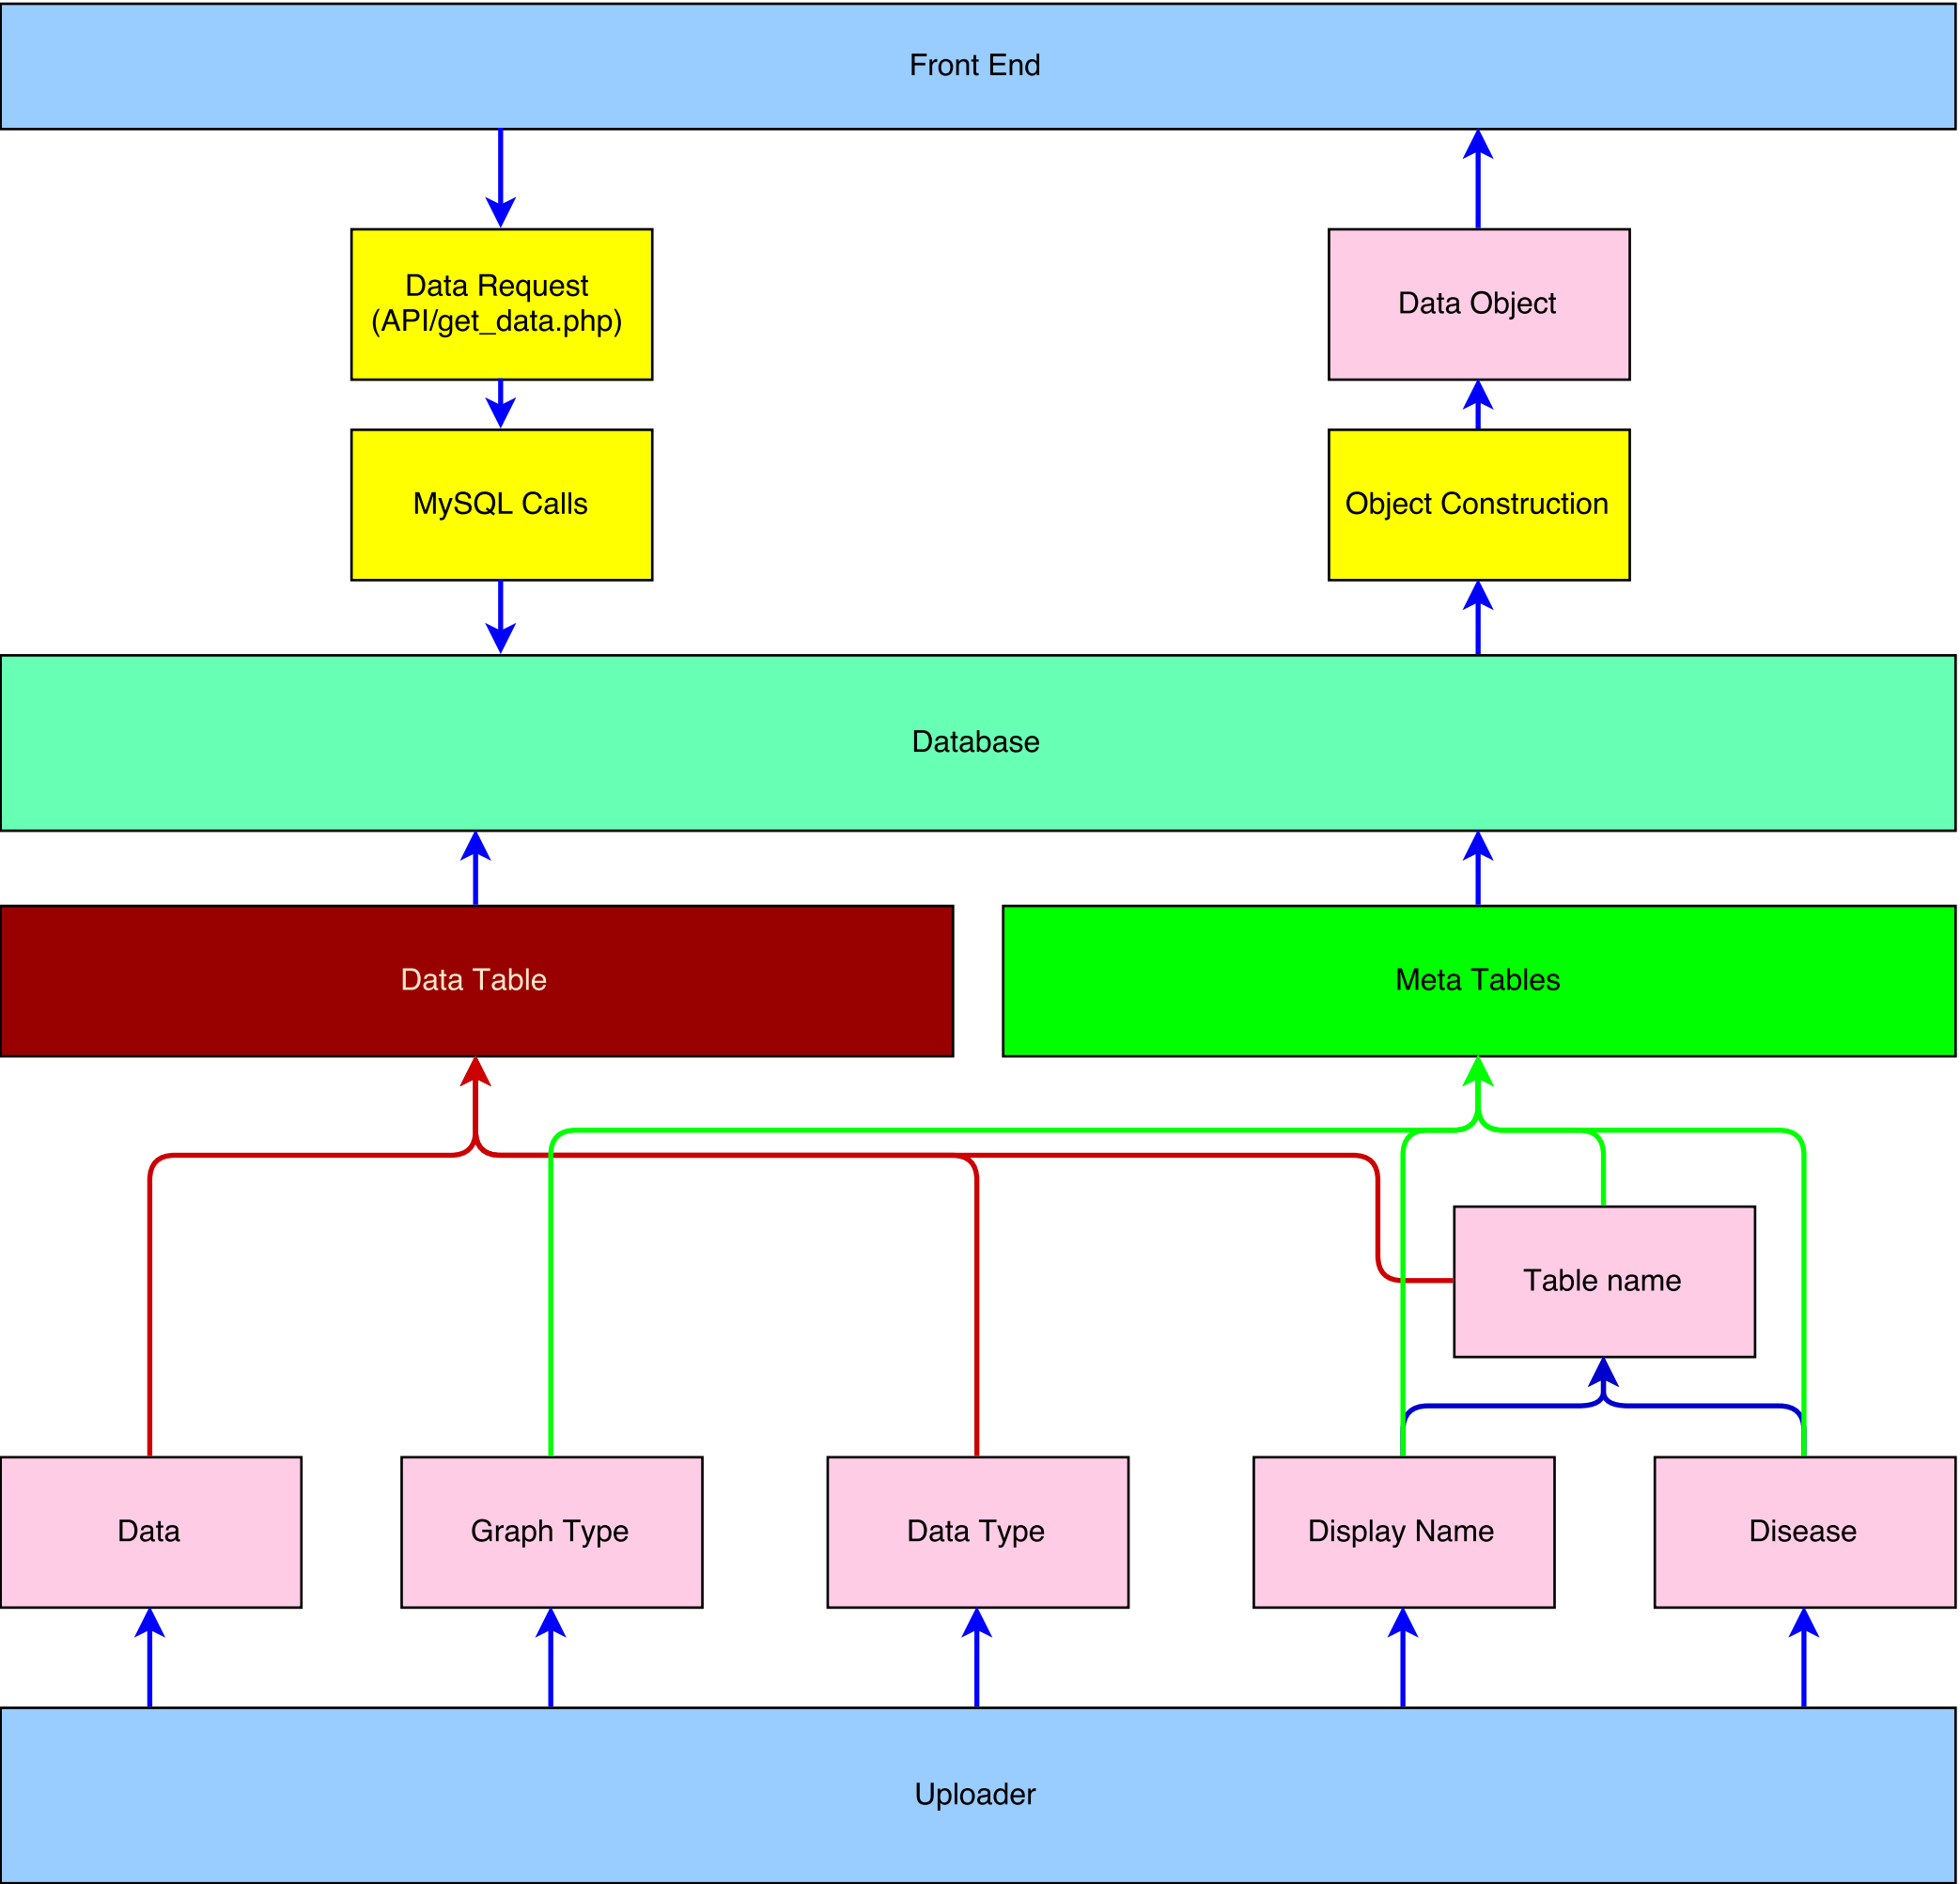 Front End
Data Request
(API/get_data.php)
Data Object
MySQL Calls
Object Construction
Database
Data Table
Meta Tables
Table name
Data
Graph Type
Data Type
Display Name
Disease
Uploader